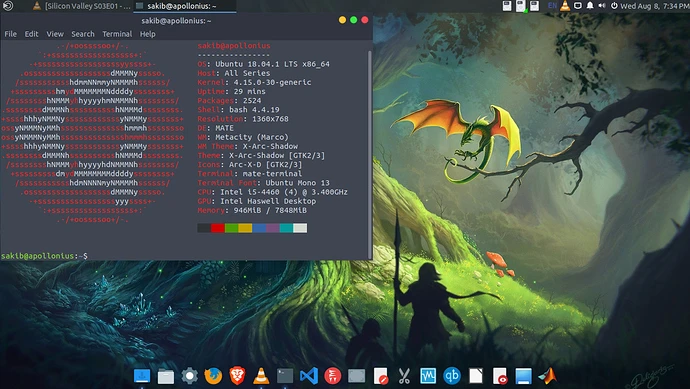 [Silicon Valley S03E01 -
sakib@apollonius: ~
EN
Wed Aug 8, 7:34 PM
sakib@apollonius: ~
File Edit View Search Terminal Help
sakib@apollonius
----------------
OS: Ubuntu 18.04.1 LTS x86_64
Host: All Series
Kernel: 4.15.0-30-generic
Uptime: 29 mins
Packages: 2524
Shell: bash 4.4.19
Resolution: 1360x768
DE: MATE
WM: Metacity (Marco)
WM Theme: X-Arc-Shadow
Theme: X-Arc-Shadow [GTK2/3]
Icons: Arc-X-D [GTK2/3]
Terminal: mate-terminal
Terminal Font: Ubuntu Mono 13
CPU: Intel i5-4460 (4) @ 3.400GHz
GPU: Intel Haswell Desktop
Memory: 946MiB / 7848MiB
sakib@apollonius:~$
qb